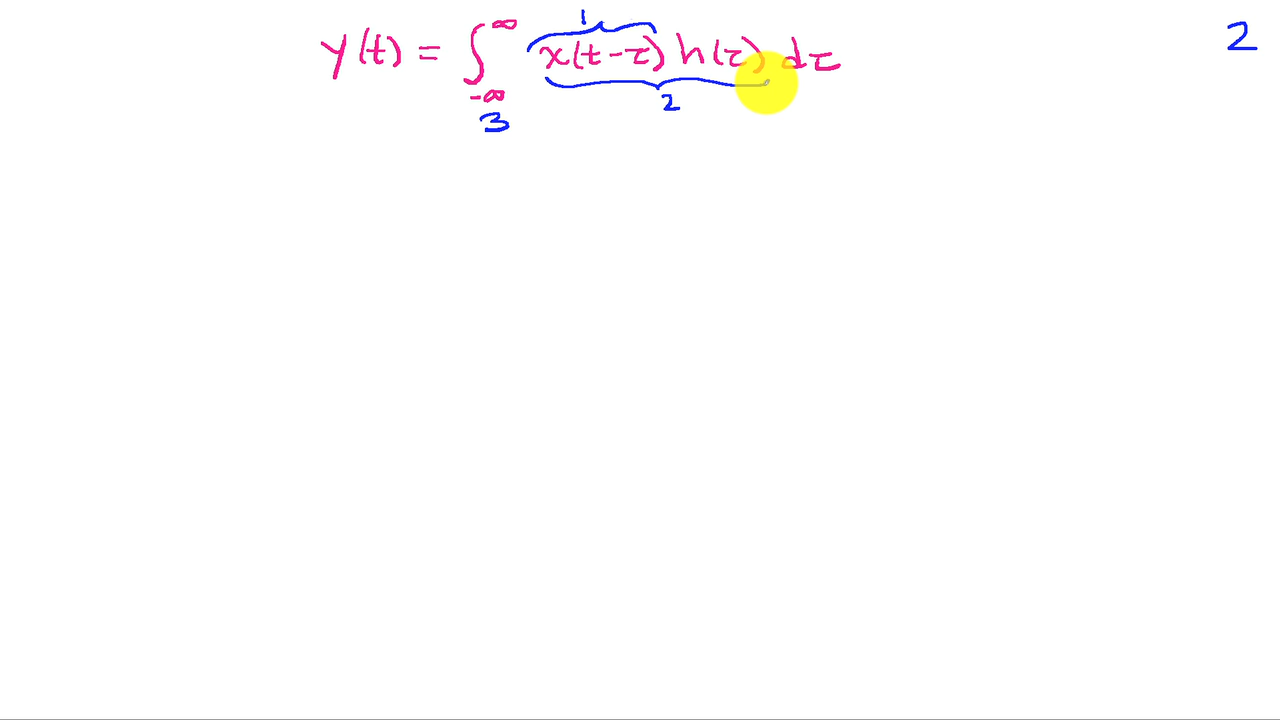 1
y(t) = ∫_{-∞}^{∞} x(t-τ) h(τ) dτ
2
3
2